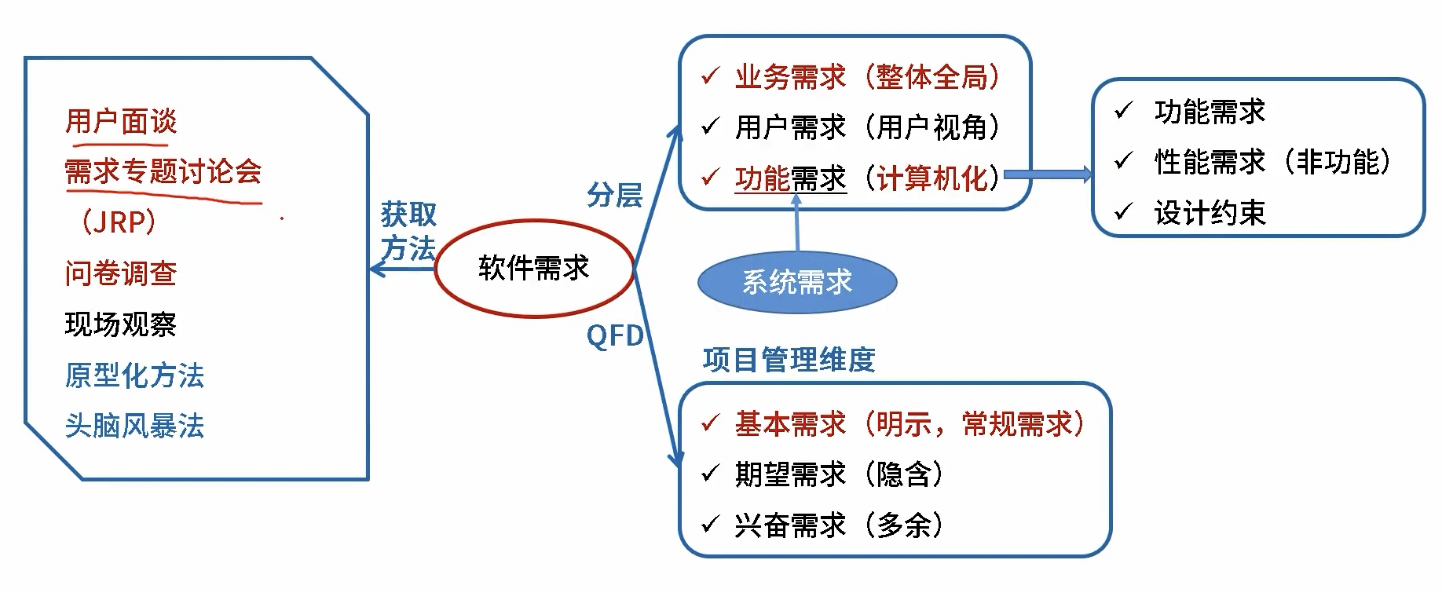 用户面谈
需求专题讨论会
（JRP）
问卷调查
现场观察
原型化方法
头脑风暴法
获取
方法
软件需求
分层
QFD
✓ 业务需求（整体全局）
✓ 用户需求（用户视角）
✓ 功能需求（计算机化）
系统需求
✓ 功能需求
✓ 性能需求（非功能）
✓ 设计约束
项目管理维度
✓ 基本需求（明示，常规需求）
✓ 期望需求（隐含）
✓ 兴奋需求（多余）